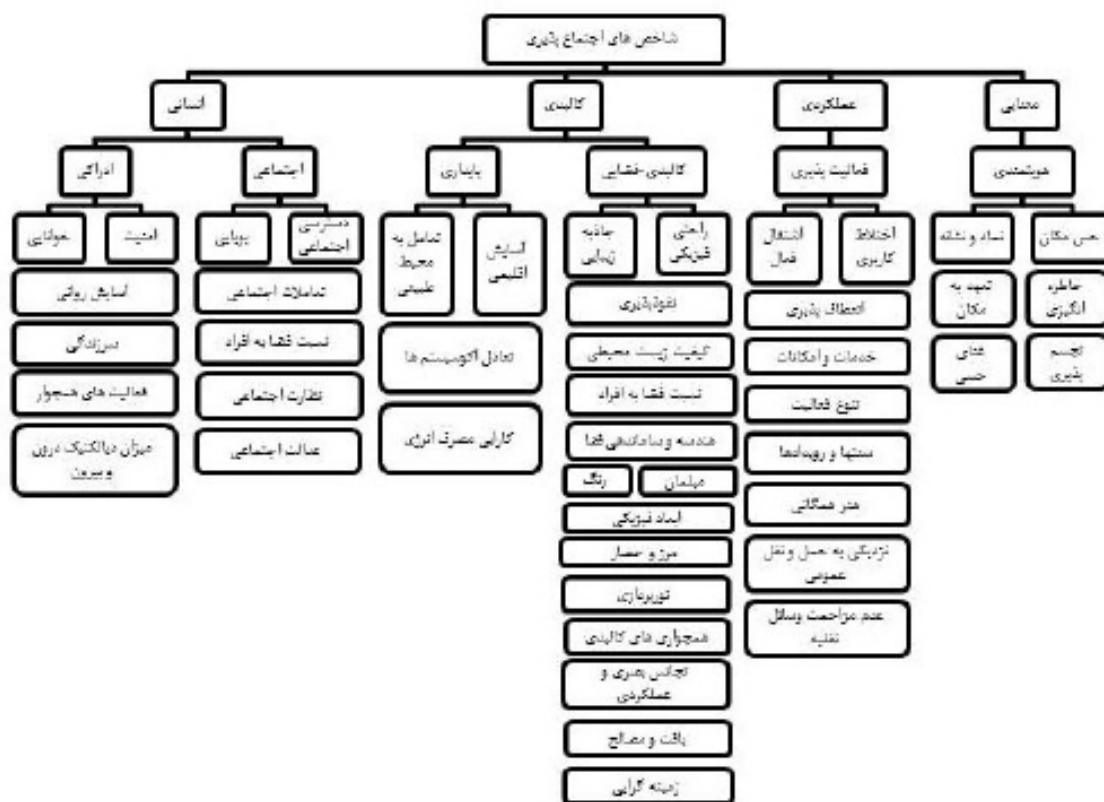 شاخص های اجتماع پذیری
معنایی
عملکردی
کالبدی
انسانی
هویتمندی
فعالیت پذیری
کالبدی-فضایی
پایداری
اجتماعی
ادراکی
حس مکان
نماد و نشانه
خاطره
انگیزی
تعهد به
مکان
تجسم
پذیری
غنای
حسی
اختلاط
کاربری
اشتغال
فعال
انعطاف پذیری
خدمات و امکانات
تنوع فعالیت
سنتها و رویدادها
هنر همگانی
نزدیکی به حمل و نقل
عمومی
عدم مزاحمت وسائل
نقلیه
راحتی
فیزیکی
جاذبه
زیبایی
نفوذپذیری
کیفیت زیست محیطی
نسبت فضا به افراد
هندسه و ساماندهی فضا
مبلمان
رنگ
ابعاد فیزیکی
مرز و حصار
نورپردازی
همجواری های کالبدی
تجانس بصری و
عملکردی
بافت و مصالح
زمینه گرایی
آسایش
اقلیمی
تعامل به
محیط
طبیعی
تعادل اکوسیستم ها
کارایی مصرف انرژی
دسترسی
اجتماعی
پویایی
تعاملات اجتماعی
نسبت فضا به افراد
نظارت اجتماعی
عدالت اجتماعی
امنیت
خوانایی
آسایش روانی
سرزندگی
فعالیت های همجوار
میزان دیالکتیک درون
و بیرون